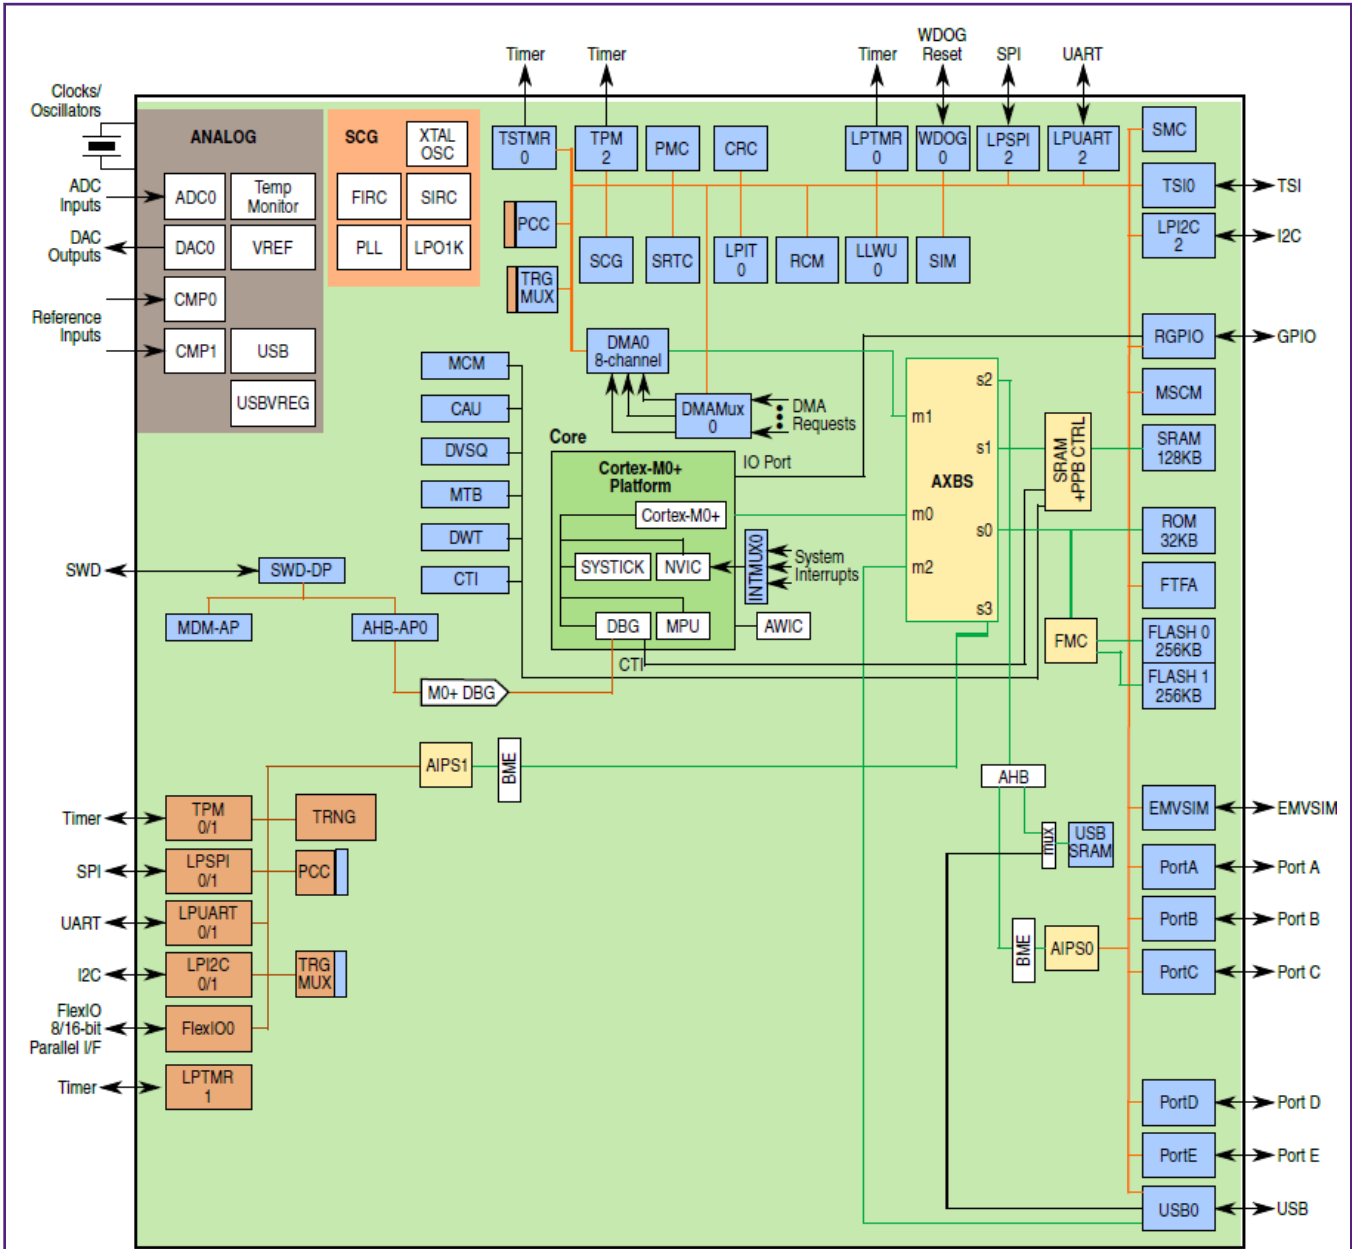 Timer
Timer
Timer
WDOG
Reset
SPI
UART
Clocks/
Oscillators
ANALOG
SCG
XTAL
OSC
TSTMR
0
TPM
2
PMC
CRC
LPTMR
0
WDOG
0
LPSPI
2
LPUART
2
SMC
ADC
Inputs
ADC0
Temp
Monitor
FIRC
SIRC
TSI0
TSI
PCC
DAC
Outputs
DAC0
VREF
PLL
LPO1K
SCG
SRTC
LPIT
0
RCM
LLWU
0
SIM
LPI2C
2
I2C
TRG
MUX
CMP0
Reference
Inputs
CMP1
USB
USBVREG
DMA0
8-channel
RGPIO
GPIO
MCM
CAU
DVSQ
MTB
DWT
CTI
DMAMux
0
DMA
Requests
AXBS
m1
m0
m2
s2
s1
s0
s3
SRAM
+PPB CTRL
MSCM
SRAM
128KB
ROM
32KB
FTFA
FMC
FLASH 0
256KB
FLASH 1
256KB
Core
IO Port
Cortex-M0+
Platform
Cortex-M0+
SYSTICK
NVIC
INTMUX0
System
Interrupts
DBG
MPU
AWIC
CTI
SWD
SWD-DP
MDM-AP
AHB-AP0
M0+ DBG
AIPS1
BME
AHB
mux
USB
SRAM
BME
AIPS0
EMVSIM
EMVSIM
PortA
Port A
PortB
Port B
PortC
Port C
PortD
Port D
PortE
Port E
USB0
USB
Timer
TPM
0/1
TRNG
SPI
LPSPI
0/1
PCC
UART
LPUART
0/1
I2C
LPI2C
0/1
TRG
MUX
FlexIO
8/16-bit
Parallel I/F
FlexIO0
Timer
LPTMR
1